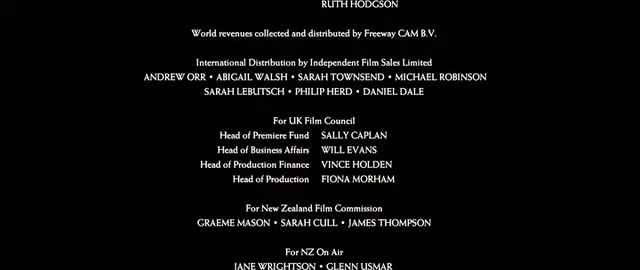 RUTH HODGSON
World revenues collected and distributed by Freeway CAM B.V.
International Distribution by Independent Film Sales Limited
ANDREW ORR • ABIGAIL WALSH • SARAH TOWNSEND • MICHAEL ROBINSON
SARAH LEBUTSCH • PHILIP HERD • DANIEL DALE
For UK Film Council
Head of Premiere Fund SALLY CAPLAN
Head of Business Affairs WILL EVANS
Head of Production Finance VINCE HOLDEN
Head of Production FIONA MORHAM
For New Zealand Film Commission
GRAEME MASON • SARAH CULL • JAMES THOMPSON
For NZ On Air
JANE WRIGHTSON • GLENN USMAR